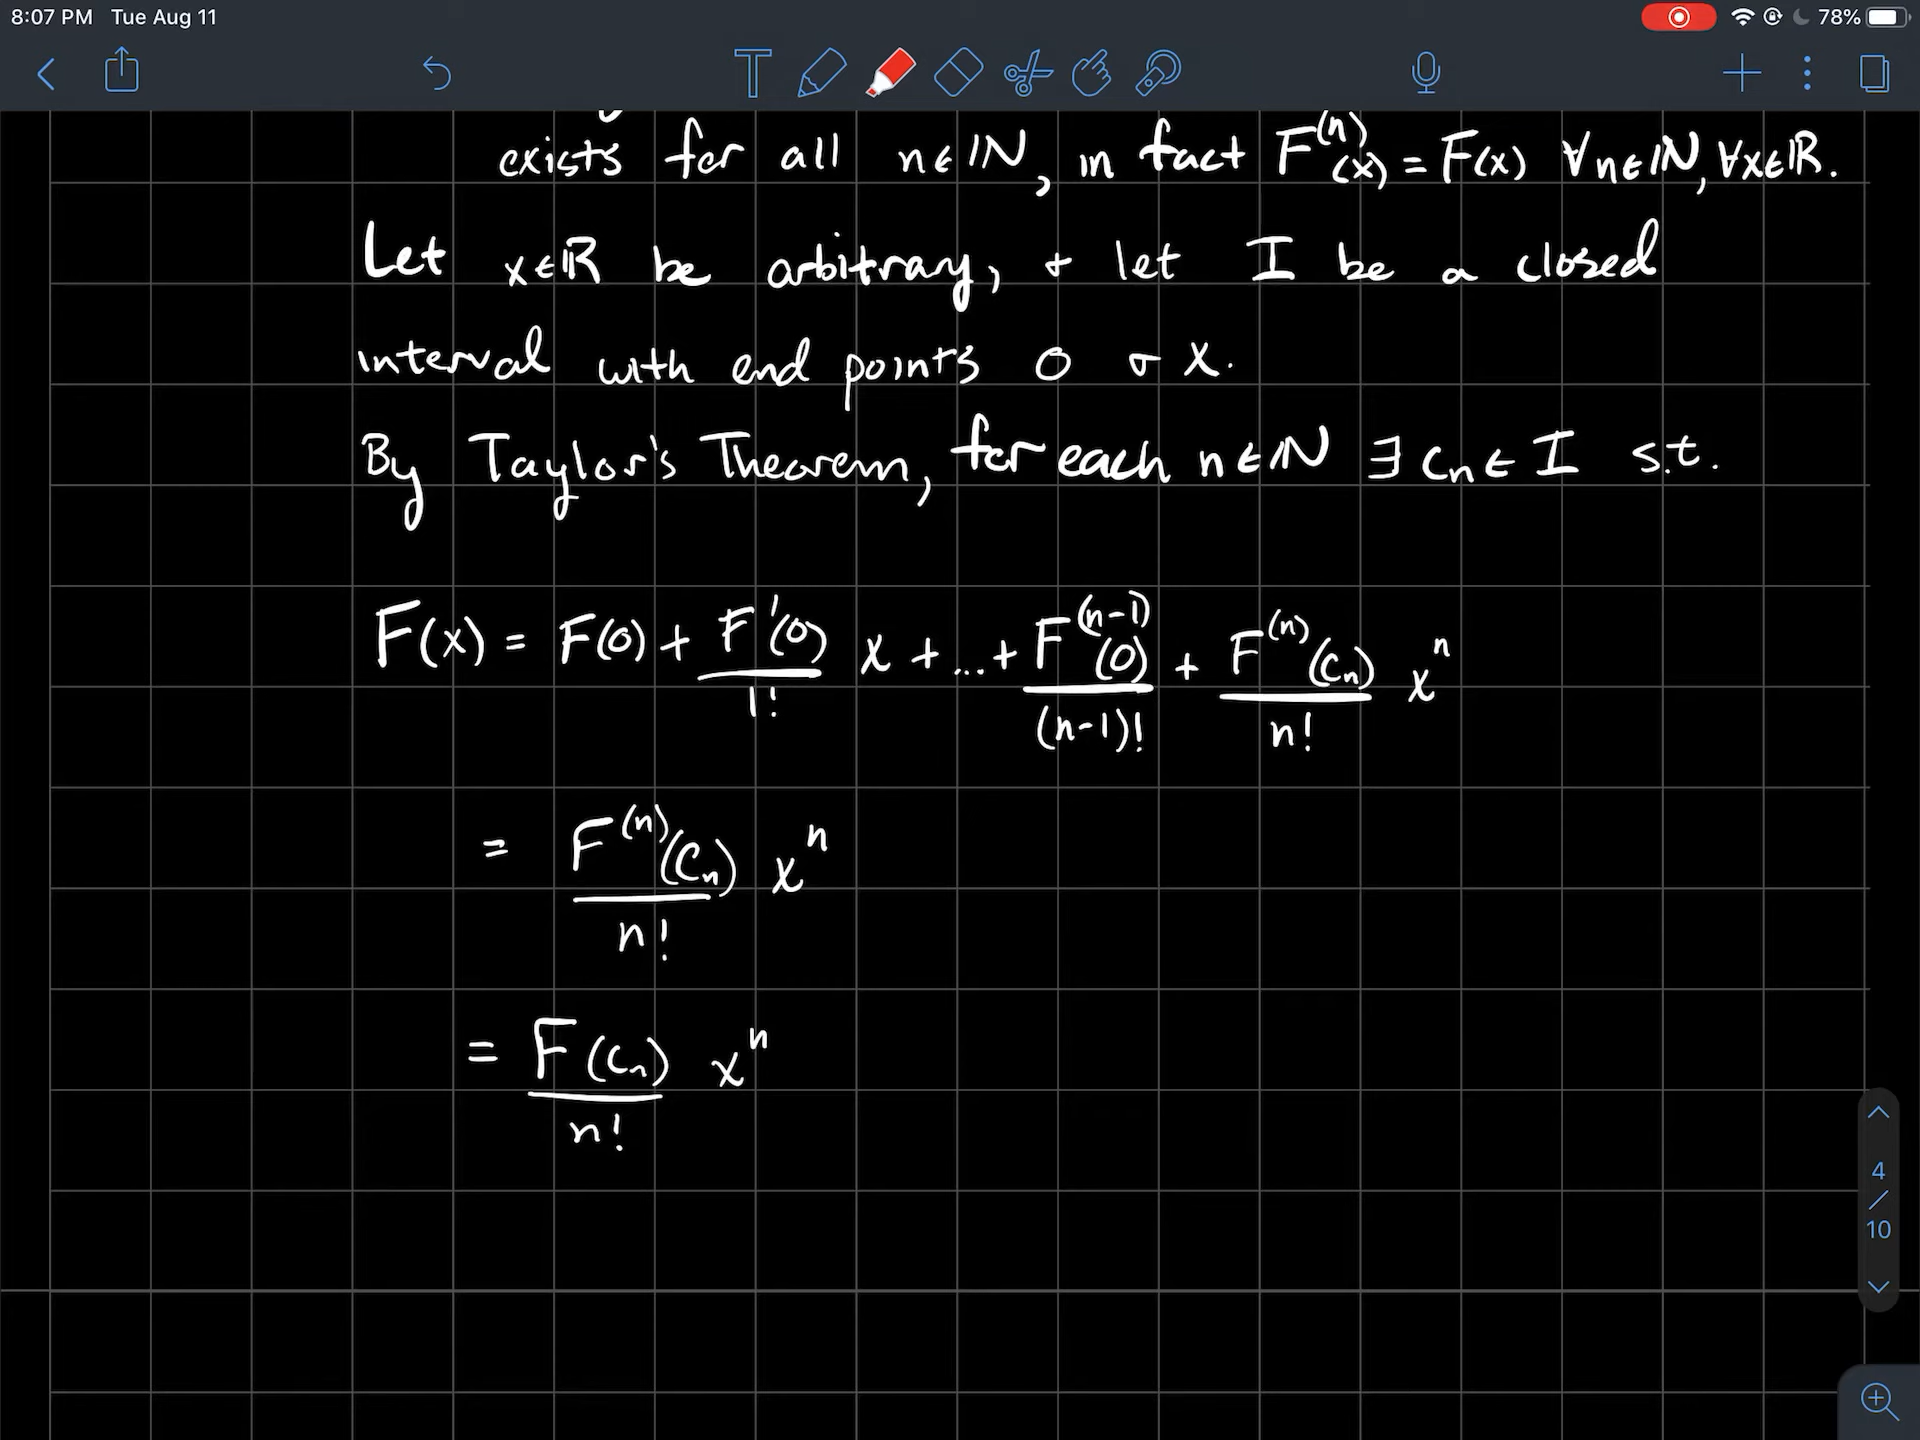 8:07 PM Tue Aug 11 78%
exists for all n∈ℕ, in fact F⁽ⁿ⁾(x) = F(x) ∀n∈ℕ, ∀x∈ℝ.
Let x∈ℝ be arbitrary, + let I be a closed
interval with end points 0 + x.
By Taylor's Theorem, for each n∈ℕ ∃ cₙ∈ I s.t.
F(x) = F(0) + F'(0)/1! x + ... + F⁽ⁿ⁻¹⁾(0)/(n-1)! + F⁽ⁿ⁾(cₙ)/n! xⁿ
= F⁽ⁿ⁾(cₙ)/n! xⁿ
= F(cₙ)/n! xⁿ
4
/
10